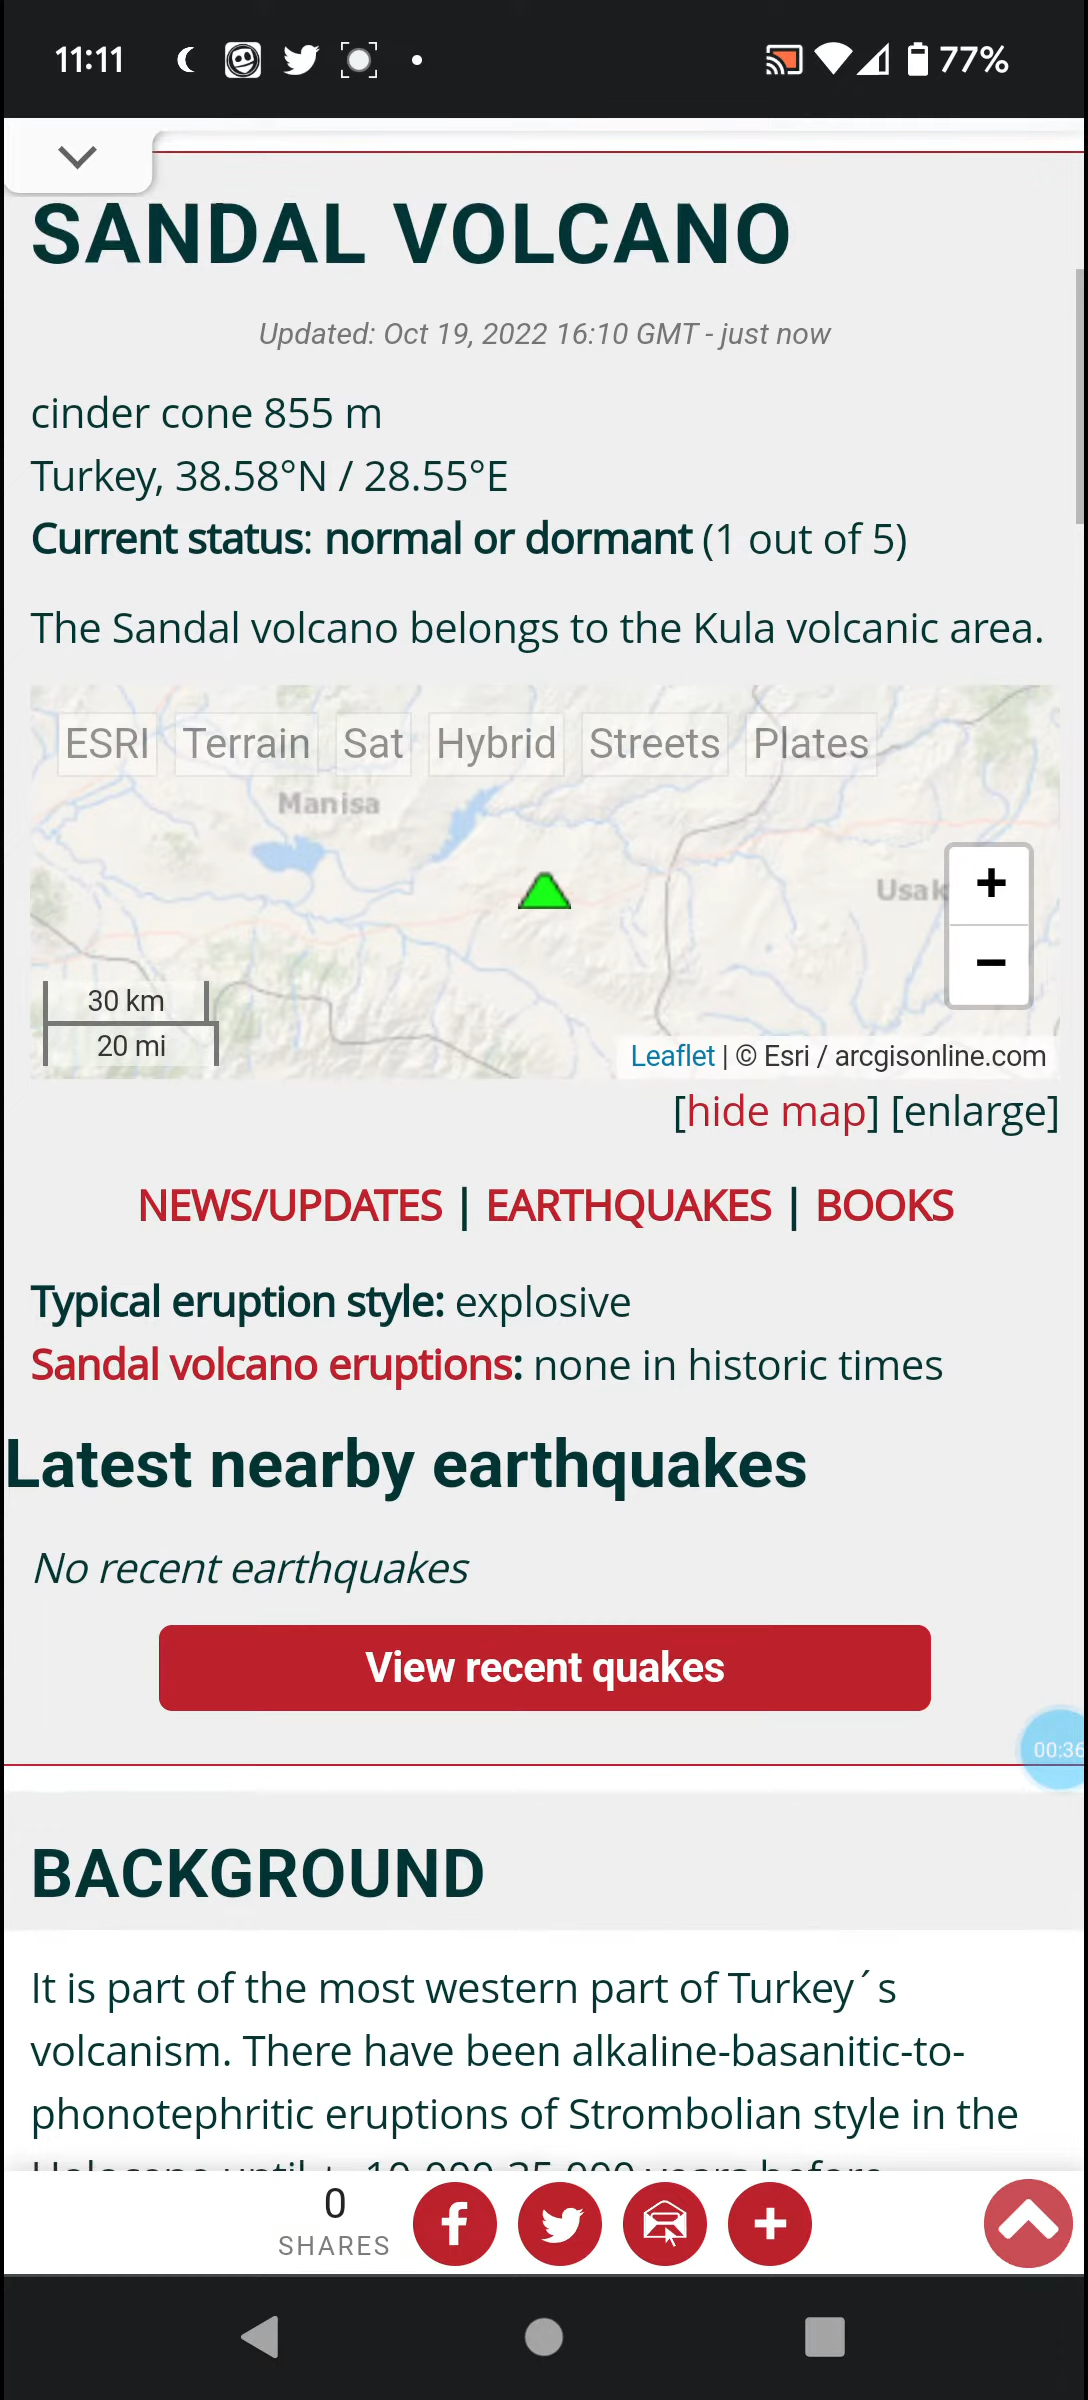 11:11
77%
SANDAL VOLCANO
Updated: Oct 19, 2022 16:10 GMT - just now
cinder cone 855 m
Turkey, 38.58°N / 28.55°E
Current status: normal or dormant (1 out of 5)
The Sandal volcano belongs to the Kula volcanic area.
ESRI Terrain Sat Hybrid Streets Plates
Manisa
Usak
+
−
30 km
20 mi
Leaflet | © Esri / arcgisonline.com
[hide map] [enlarge]
NEWS/UPDATES | EARTHQUAKES | BOOKS
Typical eruption style: explosive
Sandal volcano eruptions: none in historic times
Latest nearby earthquakes
No recent earthquakes
View recent quakes
00:36
BACKGROUND
It is part of the most western part of Turkey´s
volcanism. There have been alkaline-basanitic-to-
phonotephritic eruptions of Strombolian style in the
0
SHARES